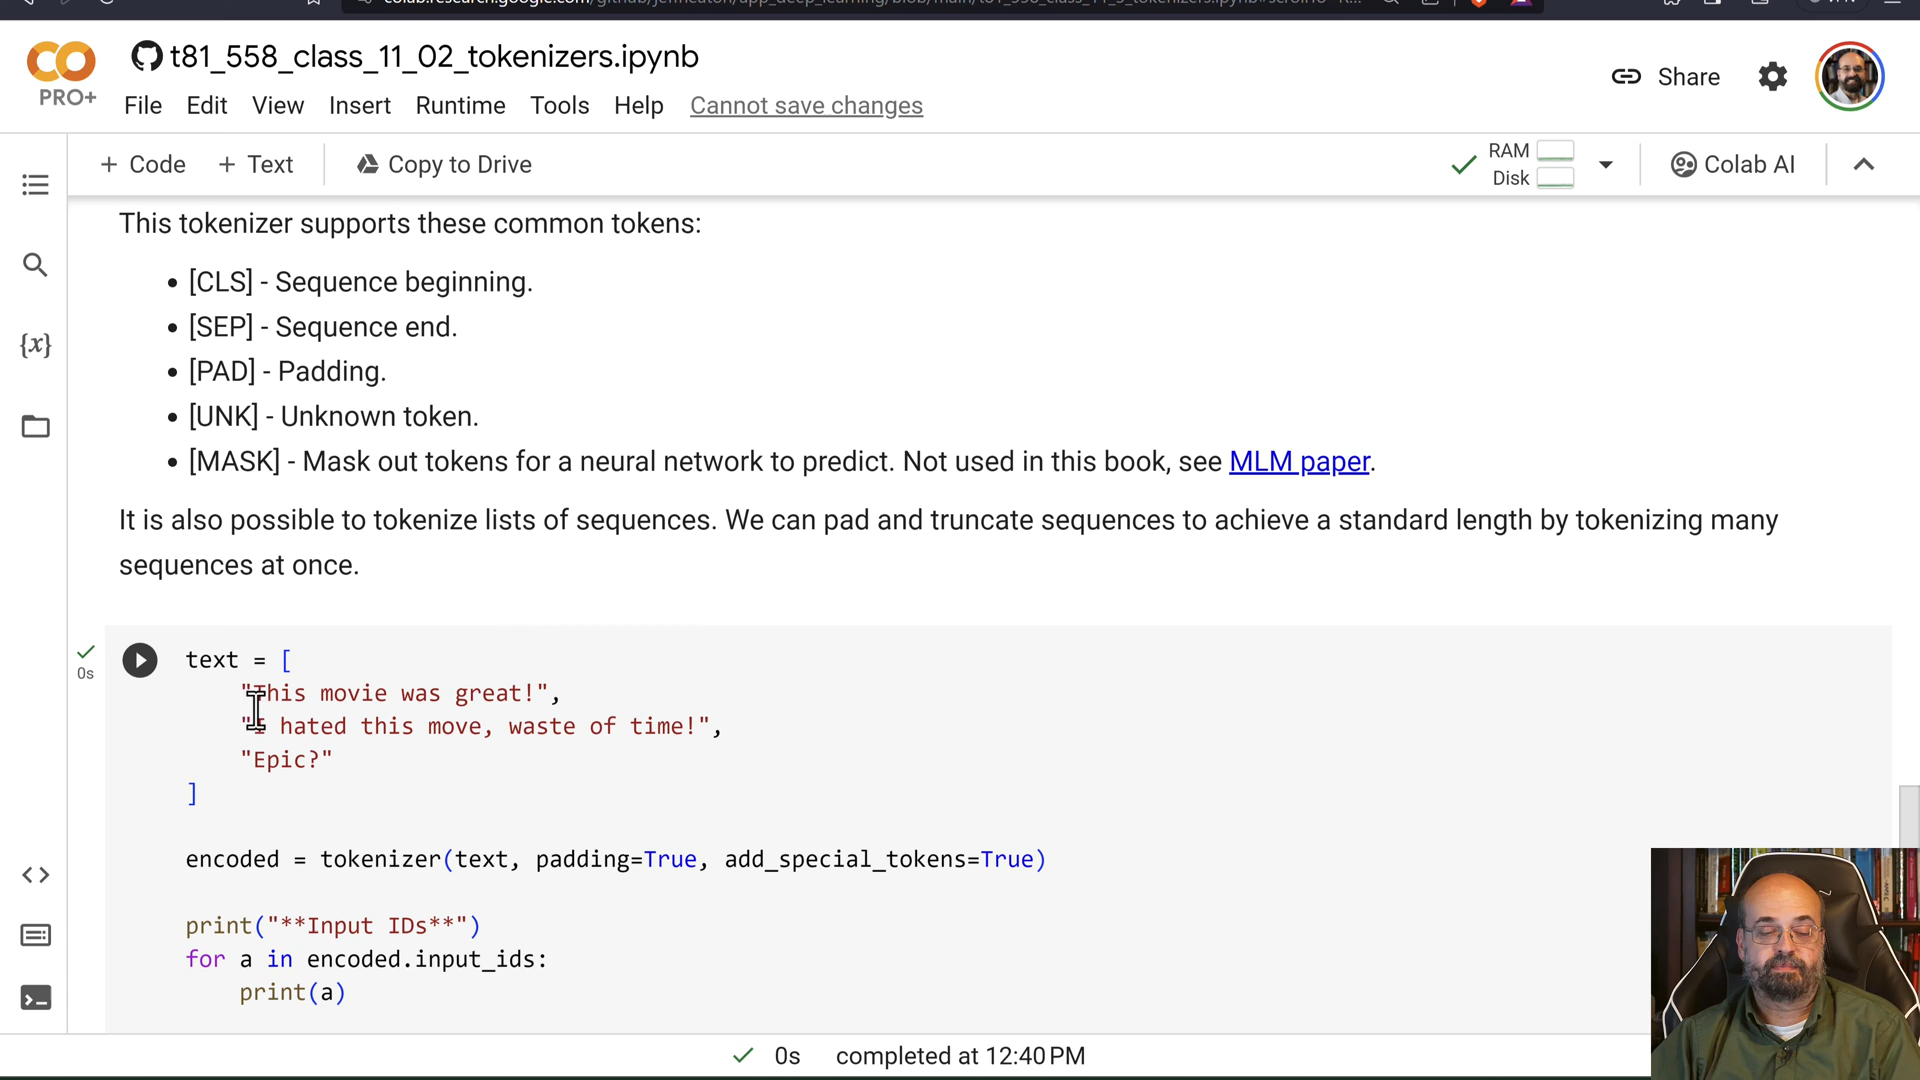 t81_558_class_11_02_tokenizers.ipynb
PRO+
File Edit View Insert Runtime Tools Help Cannot save changes
Share
+ Code + Text Copy to Drive
RAM
Disk
Colab AI
This tokenizer supports these common tokens:
• [CLS] - Sequence beginning.
• [SEP] - Sequence end.
• [PAD] - Padding.
• [UNK] - Unknown token.
• [MASK] - Mask out tokens for a neural network to predict. Not used in this book, see MLM paper.
It is also possible to tokenize lists of sequences. We can pad and truncate sequences to achieve a standard length by tokenizing many
sequences at once.
{x}
0s
text = [
"This movie was great!",
"I hated this move, waste of time!",
"Epic?"
]
encoded = tokenizer(text, padding=True, add_special_tokens=True)
print("**Input IDs**")
for a in encoded.input_ids:
print(a)
0s completed at 12:40 PM